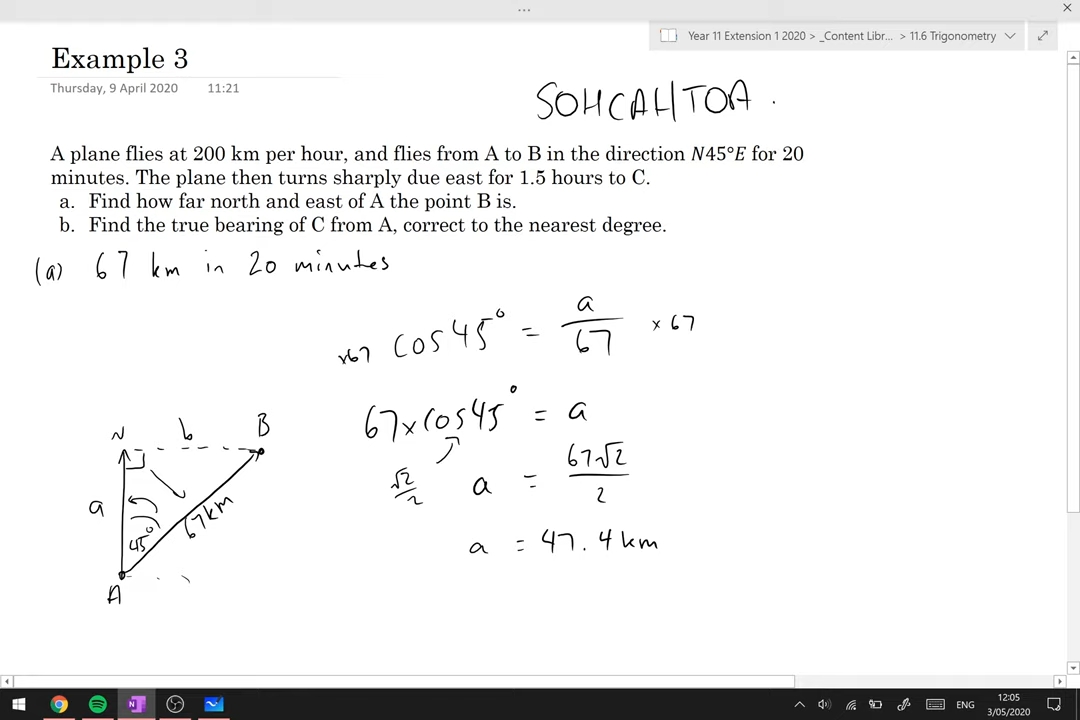 Year 11 Extension 1 2020 > _Content Libr... > 11.6 Trigonometry
Example 3
Thursday, 9 April 2020 11:21
SOHCAHTOA.
A plane flies at 200 km per hour, and flies from A to B in the direction N45°E for 20
minutes. The plane then turns sharply due east for 1.5 hours to C.
a. Find how far north and east of A the point B is.
b. Find the true bearing of C from A, correct to the nearest degree.
(a) 67 km in 20 minutes
×67 cos 45° = a/67 ×67
67×cos45° = a
√2/2 a = 67√2/2
a = 47.4 km
N b B
a 45° 67km
A
ENG
12:05
3/05/2020